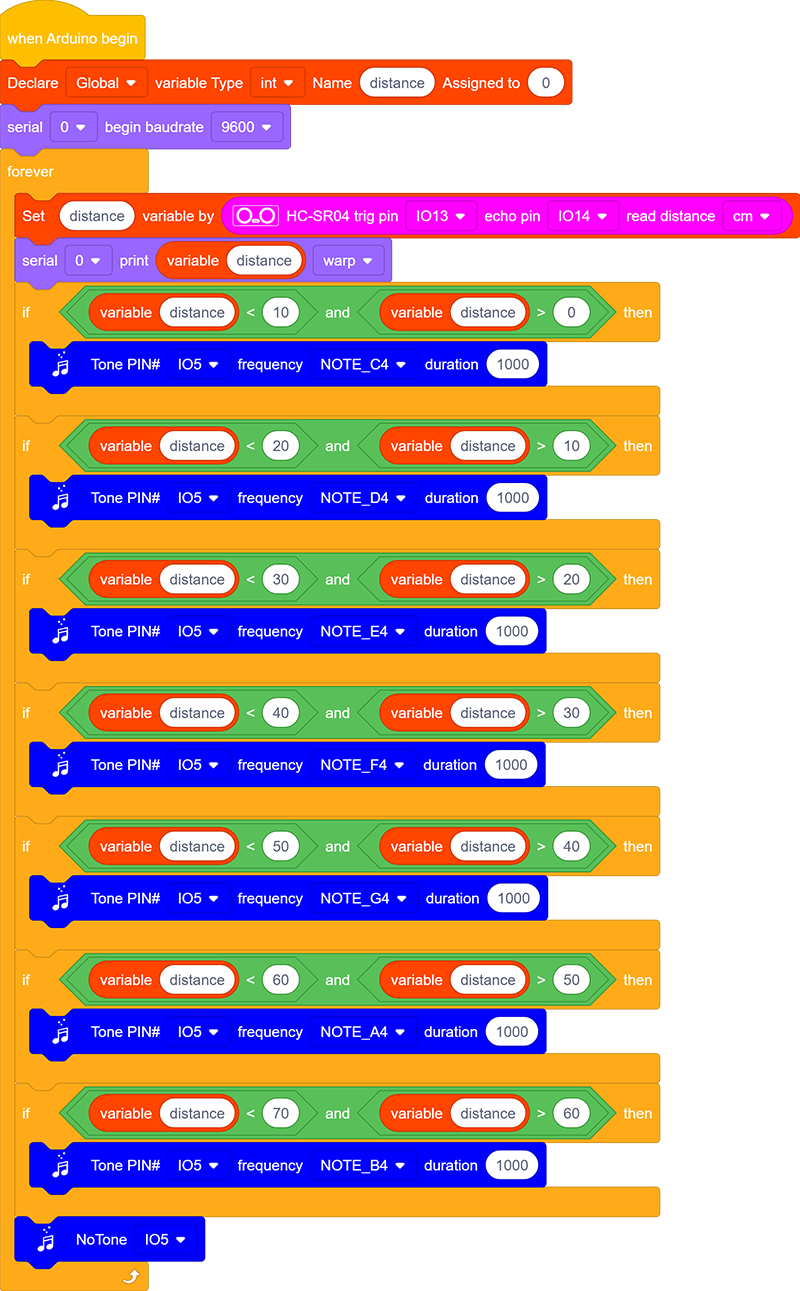 when Arduino begin
Declare Global variable Type int Name distance Assigned to 0
serial 0 begin baudrate 9600
forever
Set distance variable by HC-SR04 trig pin IO13 echo pin IO14 read distance cm
serial 0 print variable distance warp
if variable distance < 10 and variable distance > 0 then
Tone PIN# IO5 frequency NOTE_C4 duration 1000
if variable distance < 20 and variable distance > 10 then
Tone PIN# IO5 frequency NOTE_D4 duration 1000
if variable distance < 30 and variable distance > 20 then
Tone PIN# IO5 frequency NOTE_E4 duration 1000
if variable distance < 40 and variable distance > 30 then
Tone PIN# IO5 frequency NOTE_F4 duration 1000
if variable distance < 50 and variable distance > 40 then
Tone PIN# IO5 frequency NOTE_G4 duration 1000
if variable distance < 60 and variable distance > 50 then
Tone PIN# IO5 frequency NOTE_A4 duration 1000
if variable distance < 70 and variable distance > 60 then
Tone PIN# IO5 frequency NOTE_B4 duration 1000
NoTone IO5